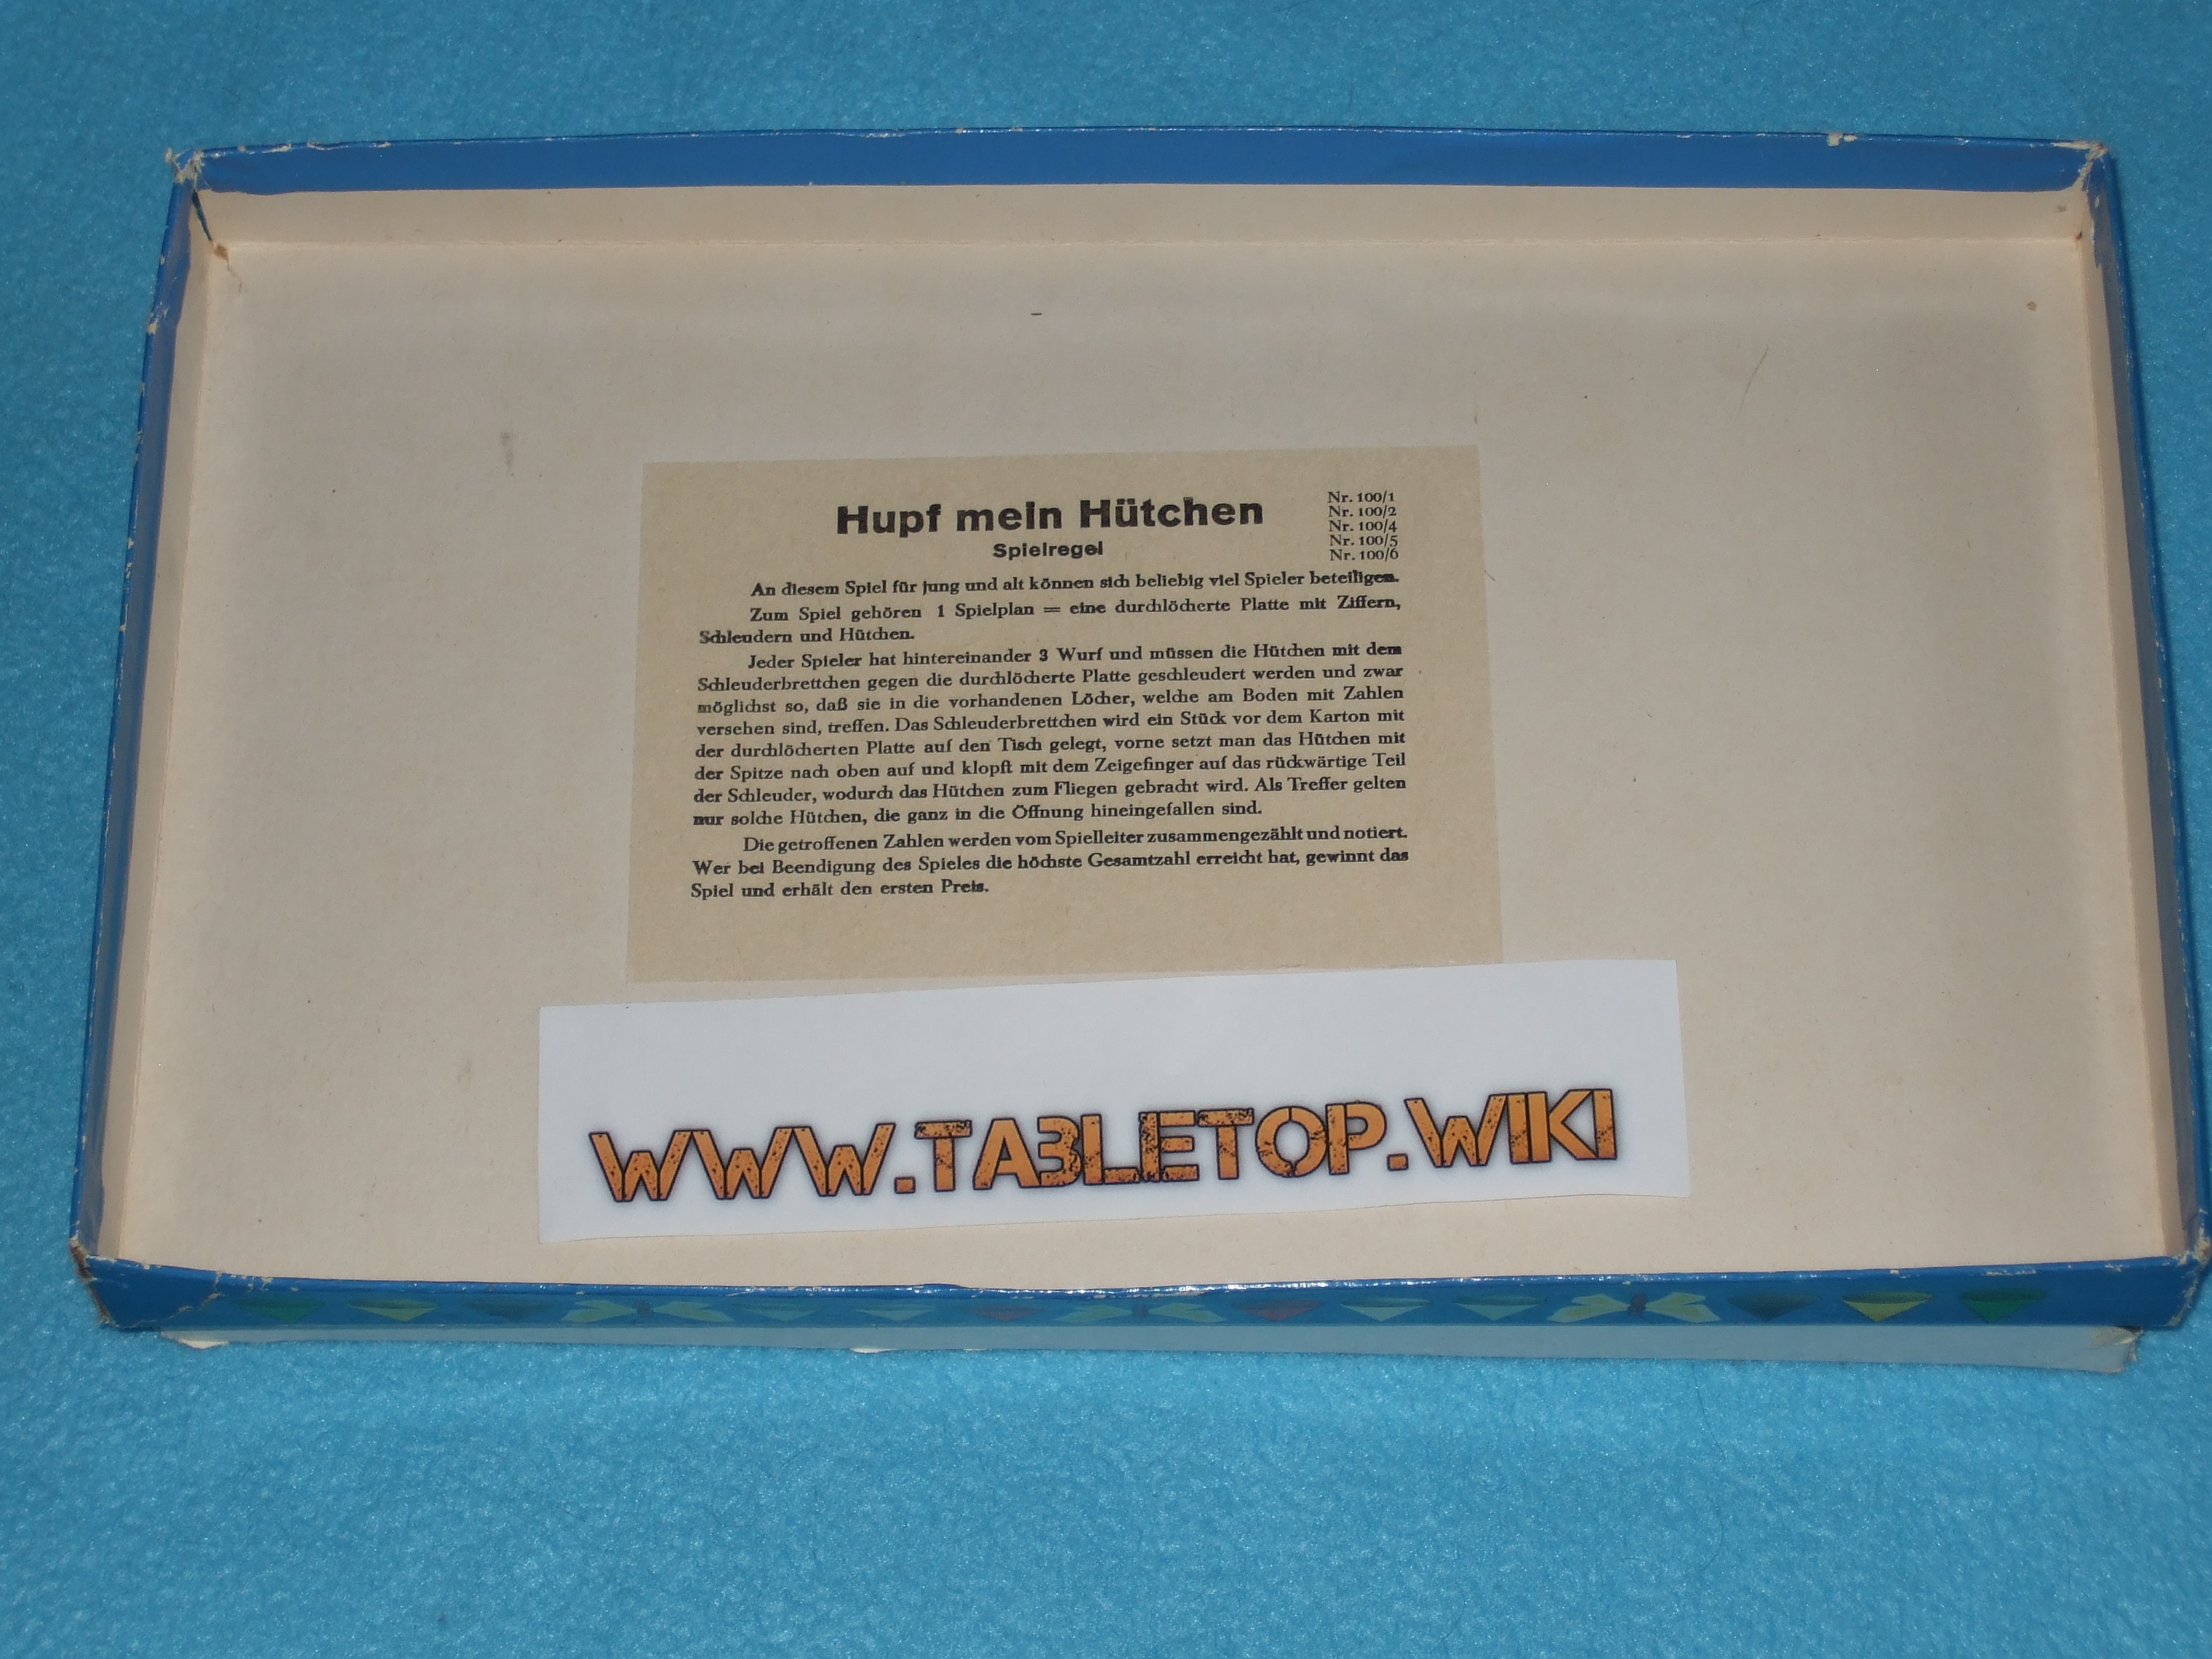 Hupf mein Hütchen
Spielregel
Nr. 100/1
Nr. 100/2
Nr. 100/4
Nr. 100/5
Nr. 100/6
An diesem Spiel für jung und alt können sich beliebig viel Spieler beteiligen.
Zum Spiel gehören 1 Spielplan = eine durchlöcherte Platte mit Ziffern,
Schleudern und Hütchen.
Jeder Spieler hat hintereinander 3 Wurf und müssen die Hütchen mit dem
Schleuderbrettchen gegen die durchlöcherte Platte geschleudert werden und zwar
möglichst so, daß sie in die vorhandenen Löcher, welche am Boden mit Zahlen
versehen sind, treffen. Das Schleuderbrettchen wird ein Stück vor dem Karton mit
der durchlöcherten Platte auf den Tisch gelegt, vorne setzt man das Hütchen mit
der Spitze nach oben auf und klopft mit dem Zeigefinger auf das rückwärtige Teil
der Schleuder, wodurch das Hütchen zum Fliegen gebracht wird. Als Treffer gelten
nur solche Hütchen, die ganz in die Öffnung hineingefallen sind.
Die getroffenen Zahlen werden vom Spielleiter zusammengezählt und notiert.
Wer bei Beendigung des Spieles die höchste Gesamtzahl erreicht hat, gewinnt das
Spiel und erhält den ersten Preis.
WWW.TABLETOP.WIKI